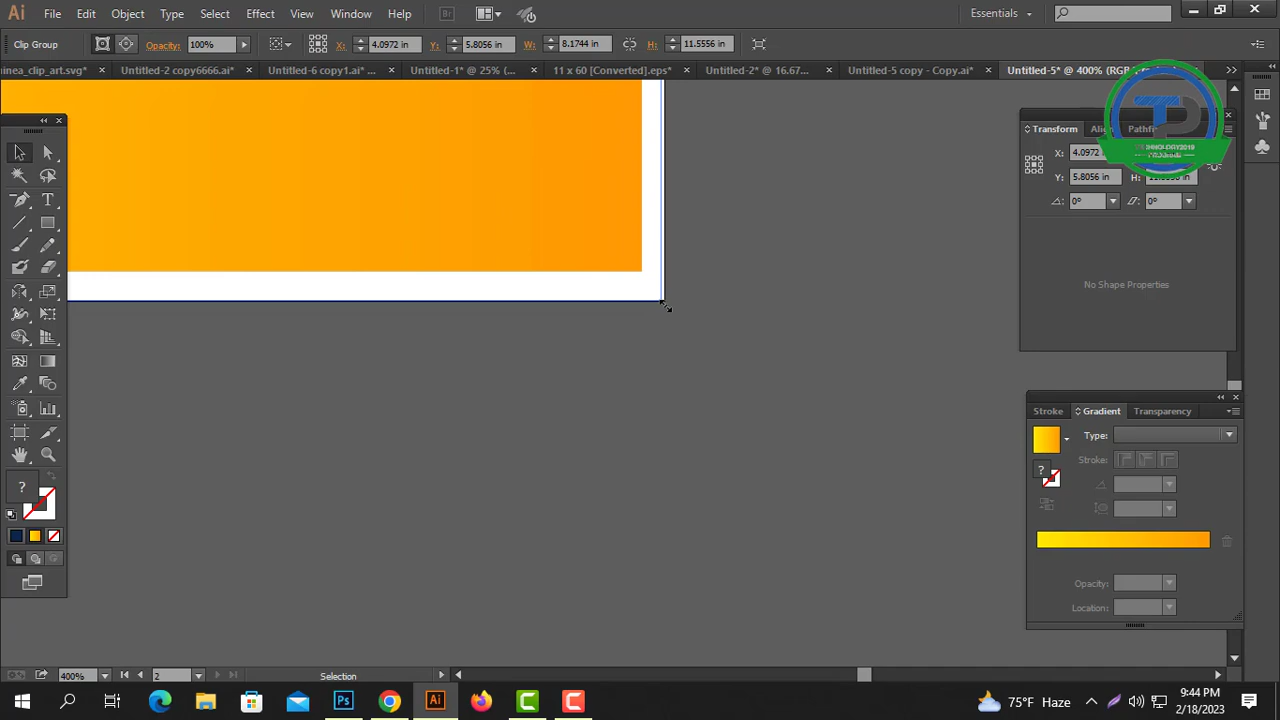 Ai File Edit Object Type Select Effect View Window Help Br Essentials
Clip Group Opacity: 100% X: 4.0972 in Y: 5.8056 in W: 8.1744 in H: 11.5556 in
inea_clip_art.svg* Untitled-2 copy6666.ai* Untitled-6 copy1.ai* ... Untitled-1* @ 25% (... 11 x 60 [Converted].eps* Untitled-2* @ 16.67... Untitled-5 copy - Copy.ai* Untitled-5* @ 400% (RGB
Transform
X: 4.0972
Y: 5.8056 in H:
0° 0°
No Shape Properties
Stroke Gradient Transparency
Type:
Stroke:
?
Opacity:
Location:
T
?
400% 2 Selection
Ps Ai 75°F Haze 9:44 PM
2/18/2023